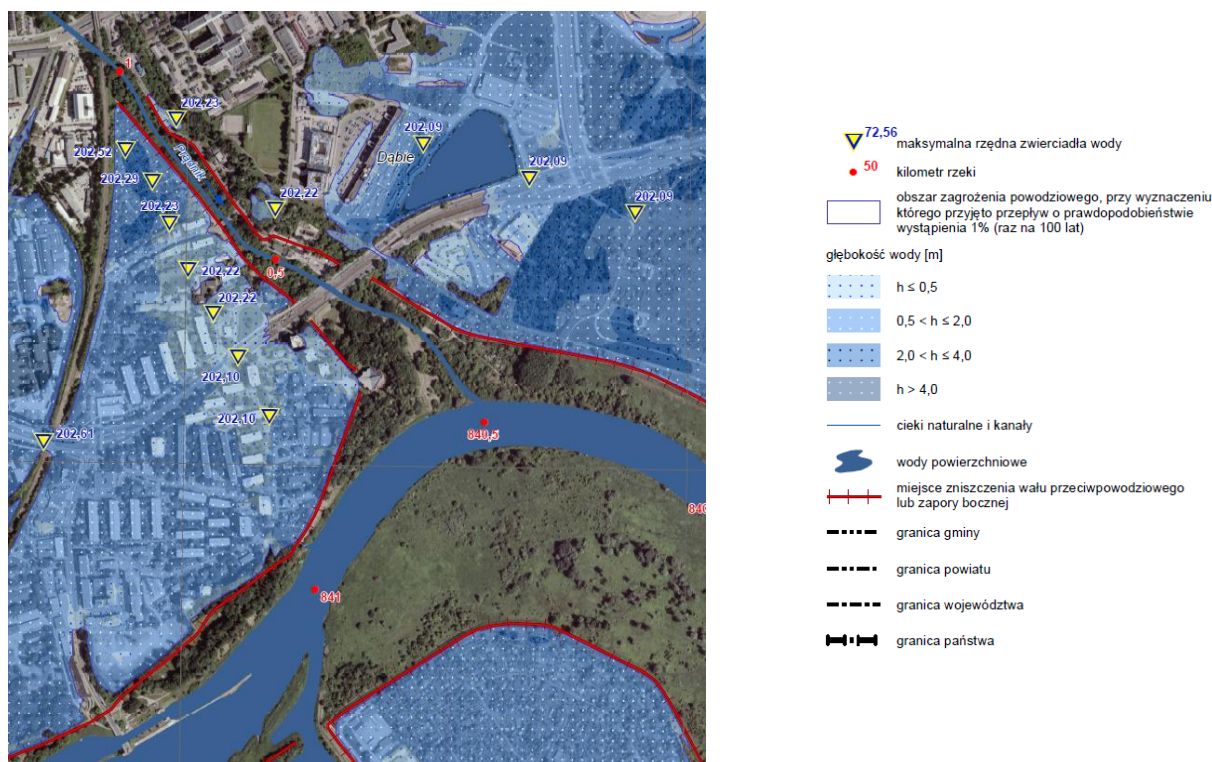 1
202,23
202,52
Prądnik
202,09
Dąbie
202,29
202,09
202,23
202,22
202,09
0,5
202,22
202,22
202,10
202,10
202,61
840,5
840
841
72,56
maksymalna rzędna zwierciadła wody
50
kilometr rzeki
obszar zagrożenia powodziowego, przy wyznaczeniu
którego przyjęto przepływ o prawdopodobieństwie
wystąpienia 1% (raz na 100 lat)
głębokość wody [m]
h ≤ 0,5
0,5 < h ≤ 2,0
2,0 < h ≤ 4,0
h > 4,0
cieki naturalne i kanały
wody powierzchniowe
miejsce zniszczenia wału przeciwpowodziowego
lub zapory bocznej
granica gminy
granica powiatu
granica województwa
granica państwa